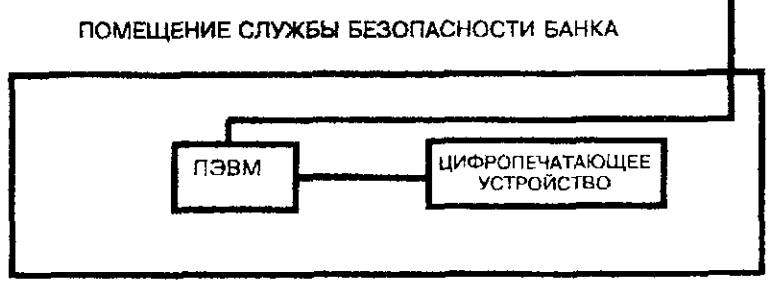 ПОМЕЩЕНИЕ СЛУЖБЫ БЕЗОПАСНОСТИ БАНКА
ПЭВМ
ЦИФРОПЕЧАТАЮЩЕЕ
УСТРОЙСТВО